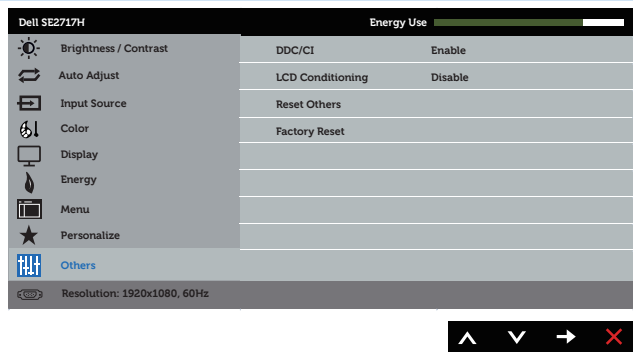 Dell SE2717H Energy Use
Brightness / Contrast DDC/CI Enable
Auto Adjust LCD Conditioning Disable
Input Source Reset Others
Color Factory Reset
Display
Energy
Menu
Personalize
Others
Resolution: 1920x1080, 60Hz